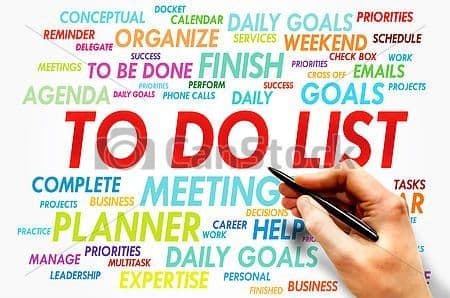 CONCEPTUAL DOCKET CALENDAR DAILY GOALS PRIORITIES
REMINDER ORGANIZE SERVICES WEEKEND SCHEDULE
DELEGATE SUCCESS CHECK BOX WORK
MEETINGS TO BE DONE FINISH PRIORITIES CROSS OFF EMAILS
AGENDA SUCCESS PERFORM SUCCESS PROJECTS
PRIORITIES DAILY GOALS PHONE CALLS DAILY GOALS
TO DO LIST
CanStock
COMPLETE MEETING TASKS
PROJECTS BUSINESS DECISIONS
PRACTICE PLANNER WORK CAREER HELP
MANAGE PRIORITIES NEEDS
MULTITASK DAILY GOALS
LEADERSHIP EXPERTISE PERSONAL
FINISHED BUSINESS